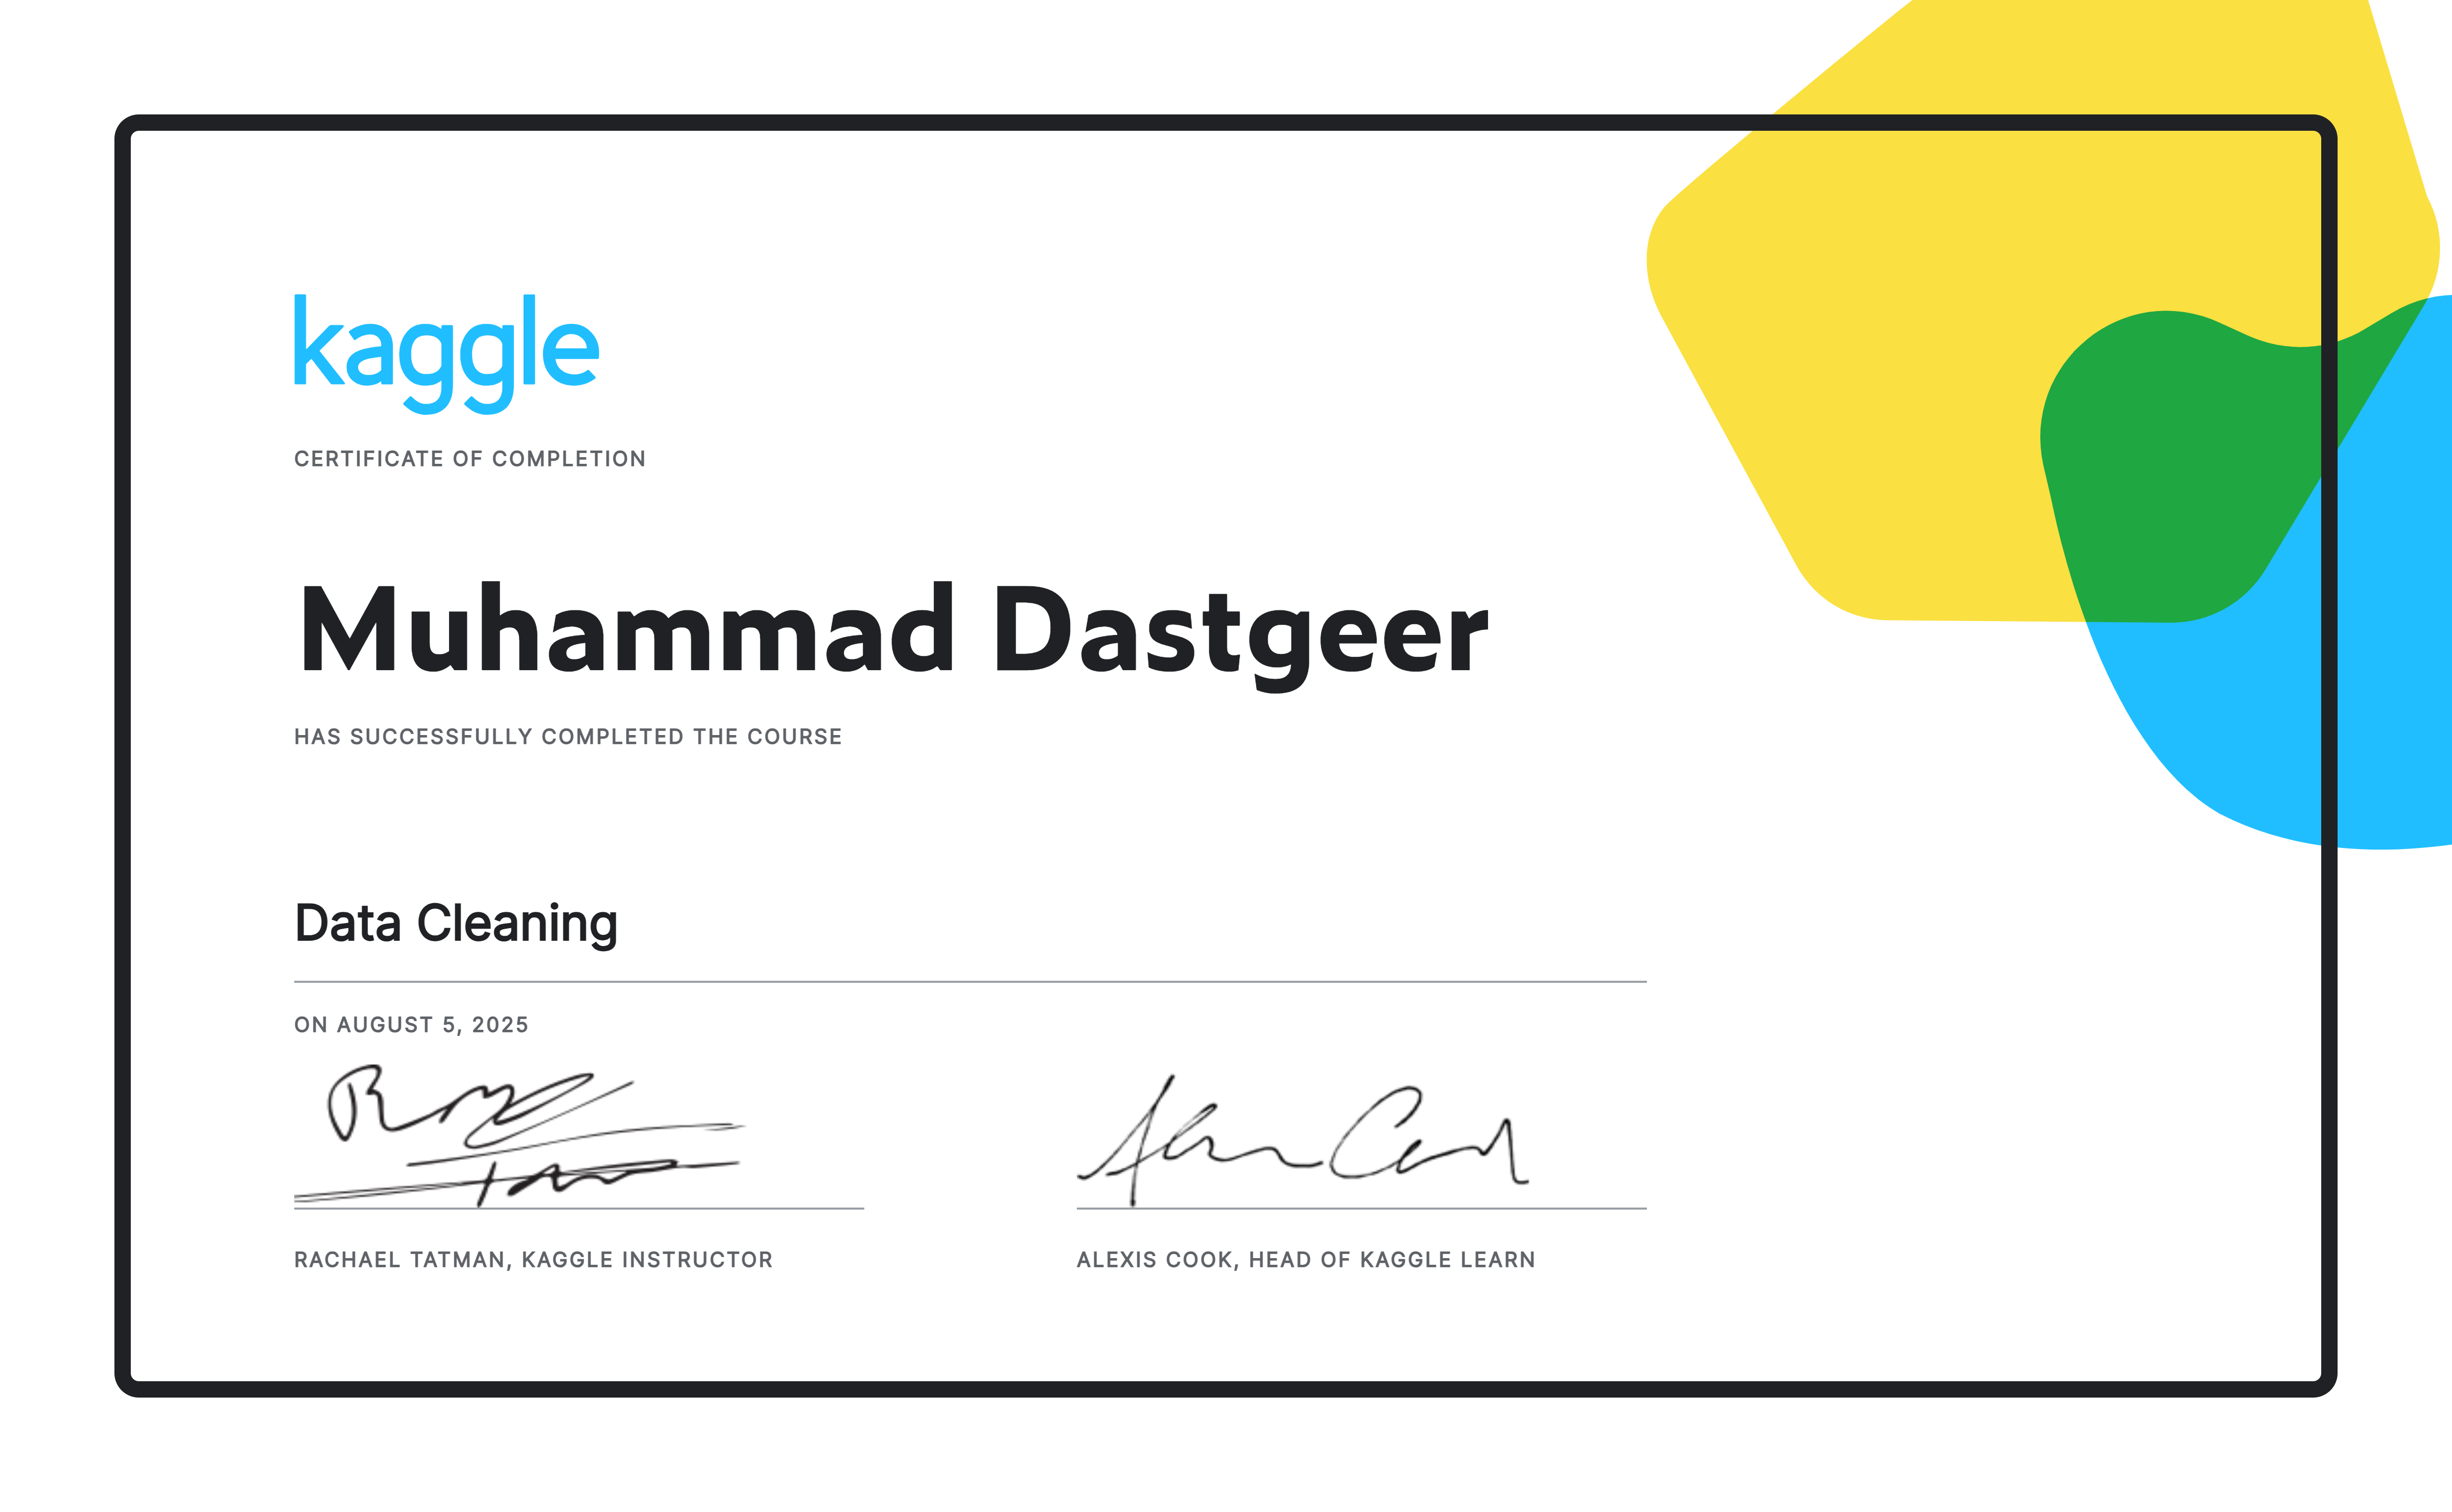 kaggle
CERTIFICATE OF COMPLETION
Muhammad Dastgeer
HAS SUCCESSFULLY COMPLETED THE COURSE
Data Cleaning
ON AUGUST 5, 2025
RACHAEL TATMAN, KAGGLE INSTRUCTOR
ALEXIS COOK, HEAD OF KAGGLE LEARN